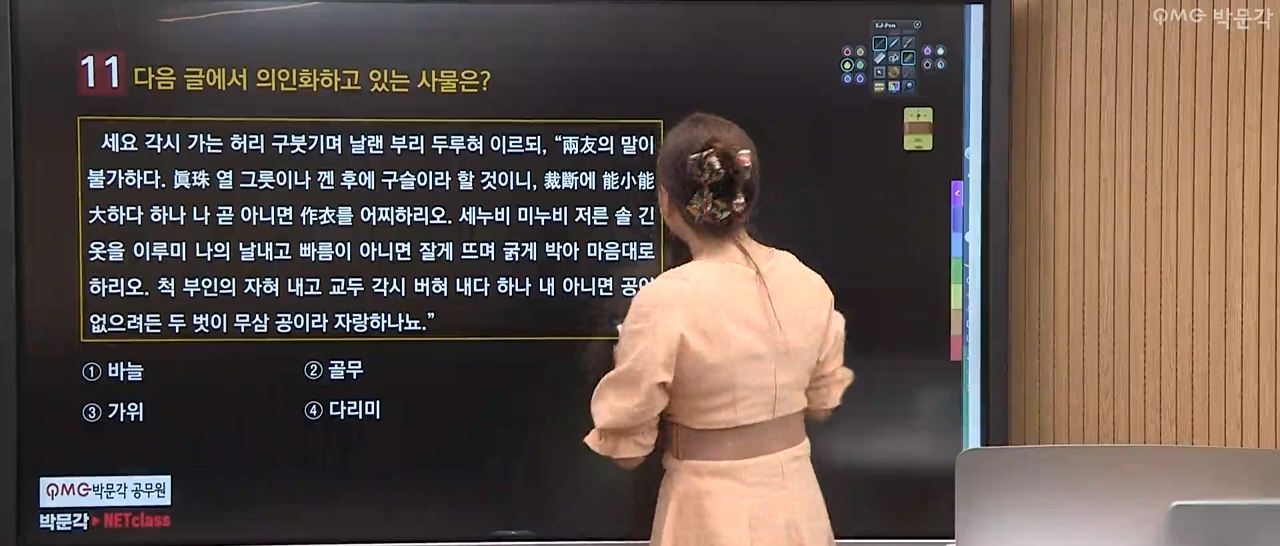 QMG 박문각
EJ-Pen
11 다음 글에서 의인화하고 있는 사물은?
세요 각시 가는 허리 구붓기며 날랜 부리 두루혀 이르되, “兩友의 말이
불가하다. 眞珠 열 그릇이나 껜 후에 구슬이라 할 것이니, 裁斷에 能小能
大하다 하나 나 곧 아니면 作衣를 어찌하리오. 세누비 미누비 저른 솔 긴
옷을 이루미 나의 날내고 빠름이 아니면 잘게 뜨며 굵게 박아 마음대로
하리오. 척 부인의 자혀 내고 교두 각시 버혀 내다 하나 내 아니면 공이
없으려든 두 벗이 무삼 공이라 자랑하나뇨.”
① 바늘 ② 골무
③ 가위 ④ 다리미
QMG 박문각 공무원
박문각 ▶ NETclass